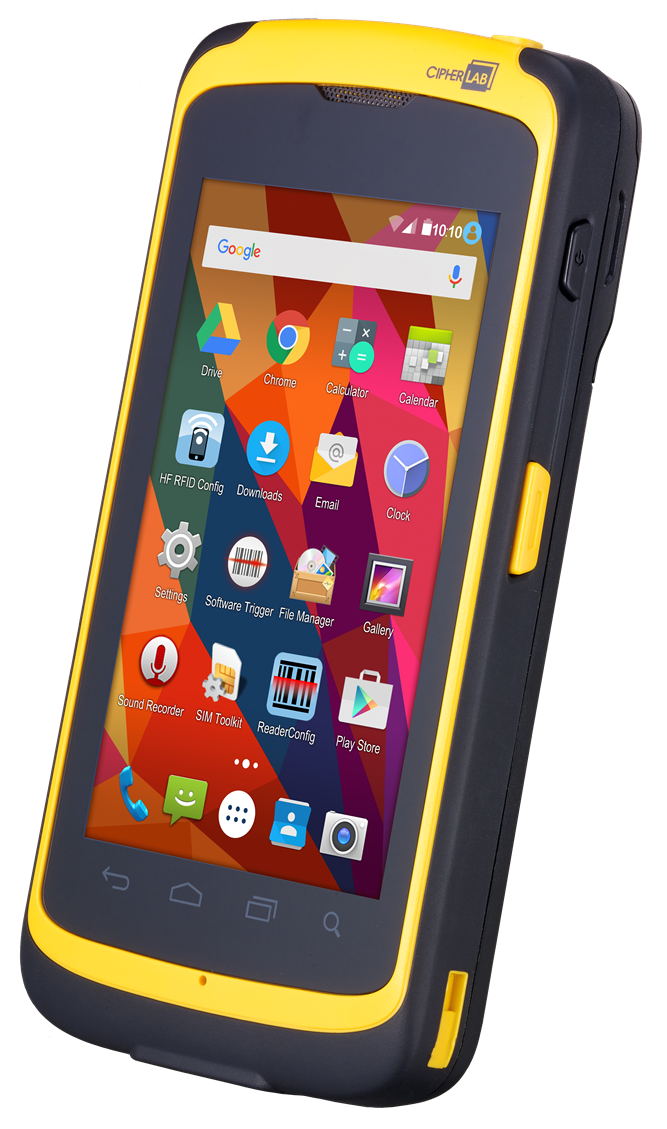 CIPHERLAB
10:10
Google
Drive
Chrome
Calculator
Calendar
HF RFID Config
Downloads
Email
Clock
@
Settings
Software Trigger
File Manager
Gallery
Sound Recorder
SIM Toolkit
ReaderConfig
Play Store